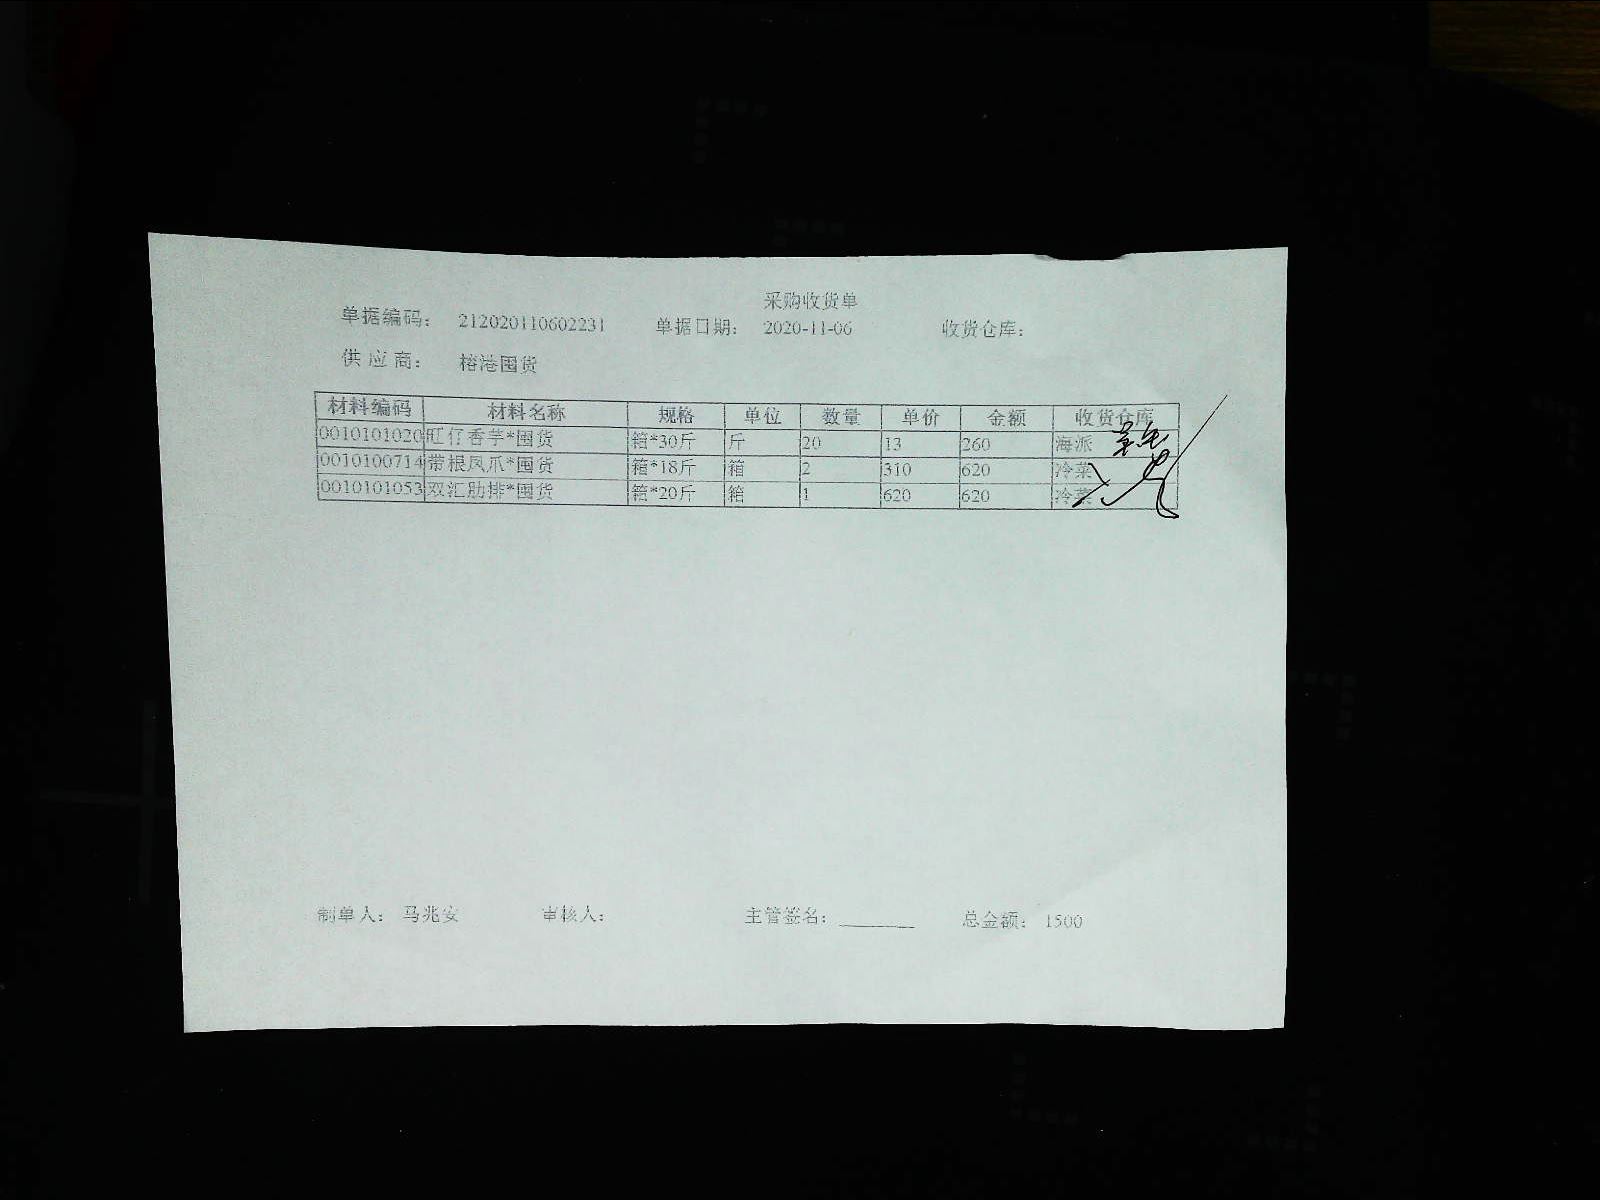 采购收货单
单据编码： 212020110602231 单据日期： 2020-11-06 收货仓库：
供 应 商： 榕港囤货
材料编码 材料名称 规格 单位 数量 单价 金额 收货仓库
0010101020 旺仔香芋*囤货 箱*30斤 斤 20 13 260 海派
0010100714 带根凤爪*囤货 箱*18斤 箱 2 310 620 冷菜
0010101053 双汇肋排*囤货 箱*20斤 箱 1 620 620 冷菜
制单人： 马兆安 审核人： 主管签名： ________ 总金额： 1500